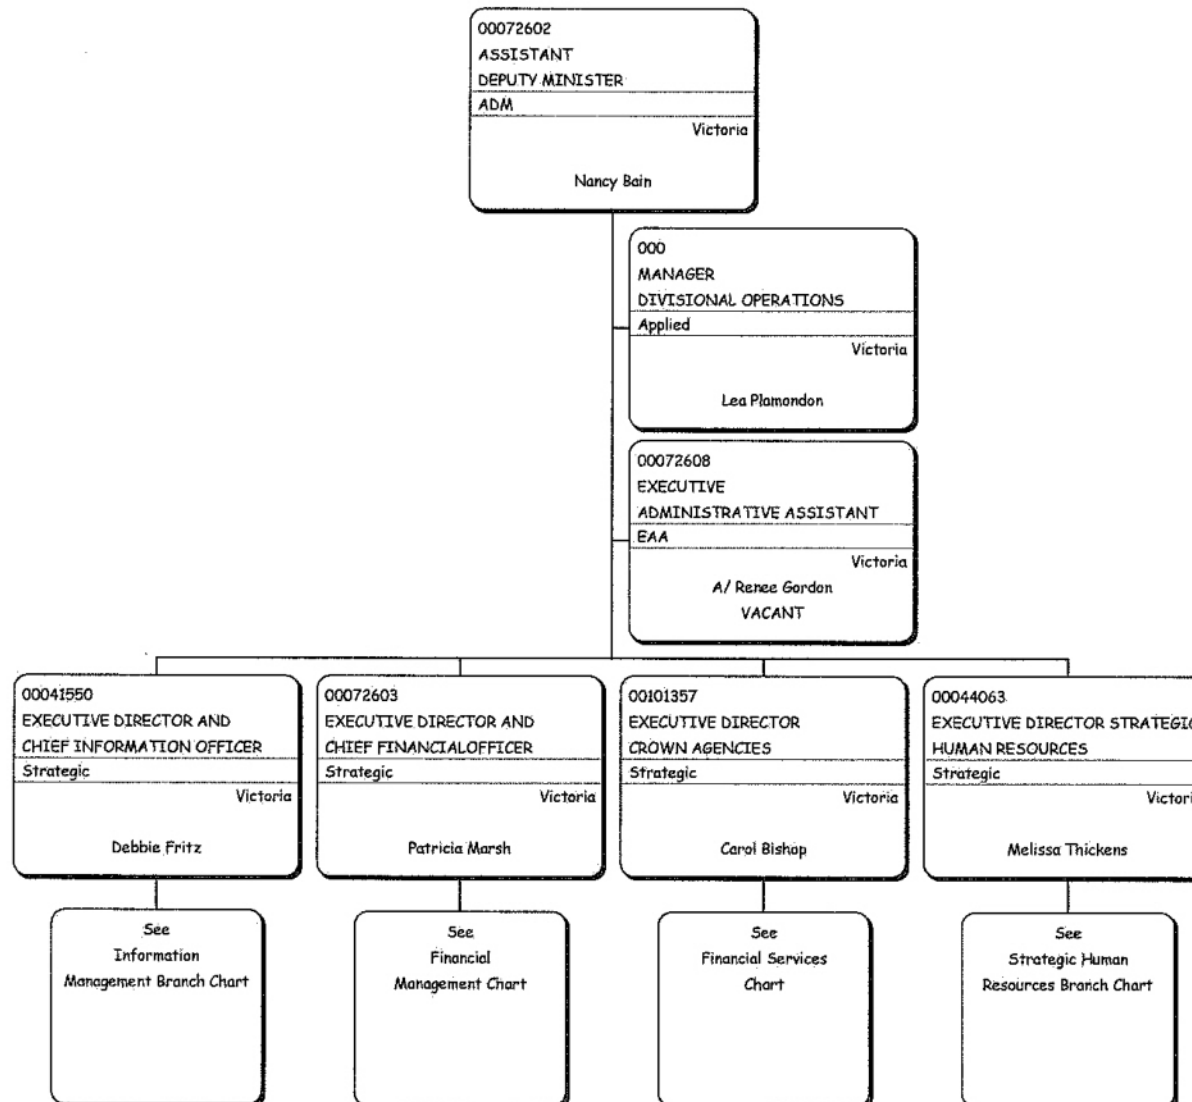 00072602
ASSISTANT
DEPUTY MINISTER
ADM
Victoria
Nancy Bain
000
MANAGER
DIVISIONAL OPERATIONS
Applied
Victoria
Lea Plamondon
00072608
EXECUTIVE
ADMINISTRATIVE ASSISTANT
EAA
Victoria
A/ Renee Gordon
VACANT
00041550
EXECUTIVE DIRECTOR AND
CHIEF INFORMATION OFFICER
Strategic
Victoria
Debbie Fritz
00072603
EXECUTIVE DIRECTOR AND
CHIEF FINANCIALOFFICER
Strategic
Victoria
Patricia Marsh
00101357
EXECUTIVE DIRECTOR
CROWN AGENCIES
Strategic
Victoria
Carol Bishop
00044063
EXECUTIVE DIRECTOR STRATEGIC
HUMAN RESOURCES
Strategic
Victori
Melissa Thickens
See
Information
Management Branch Chart
See
Financial
Management Chart
See
Financial Services
Chart
See
Strategic Human
Resources Branch Chart